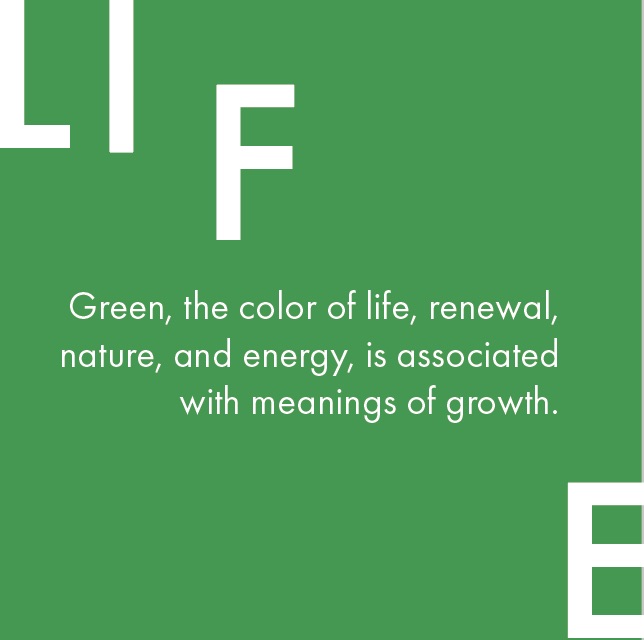 LI
F
Green, the color of life, renewal,
nature, and energy, is associated
with meanings of growth.
E